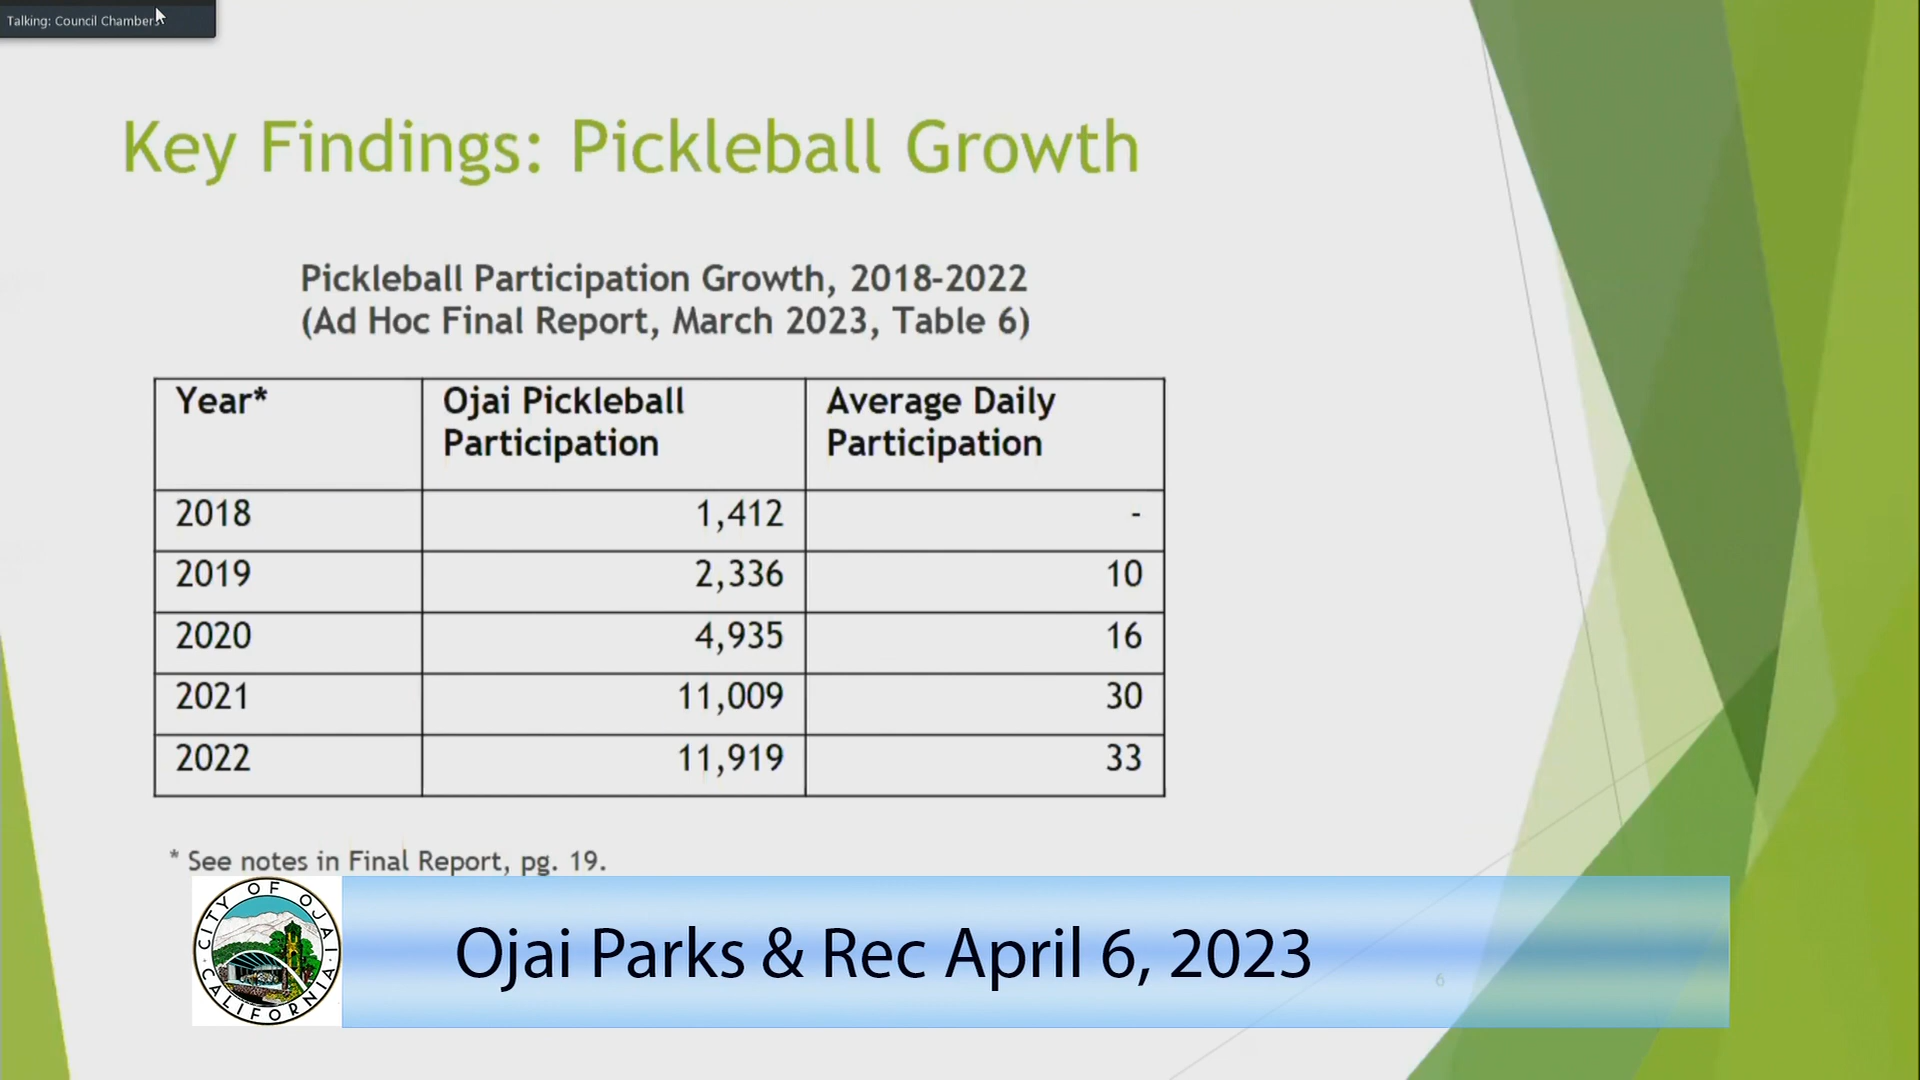 Talking: Council Chambers
Key Findings: Pickleball Growth
Pickleball Participation Growth, 2018-2022
(Ad Hoc Final Report, March 2023, Table 6)
Year* Ojai Pickleball Participation Average Daily Participation
2018 1,412 -
2019 2,336 10
2020 4,935 16
2021 11,009 30
2022 11,919 33
* See notes in Final Report, pg. 19.
CITY OF OJAI
CALIFORNIA
Ojai Parks & Rec April 6, 2023
6